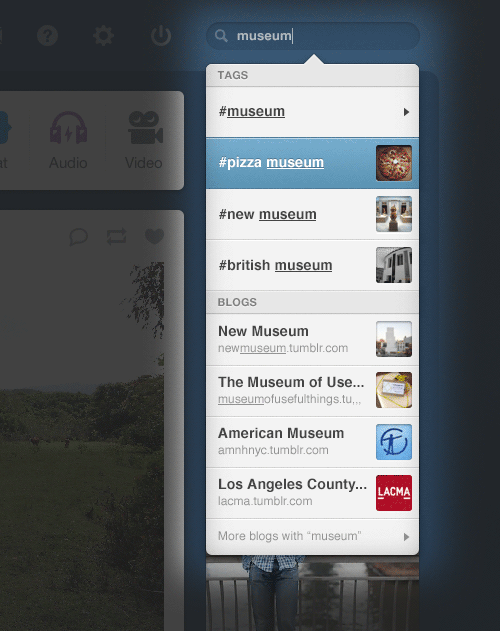 museum
TAGS
#museum
#pizza museum
#new museum
#british museum
BLOGS
New Museum
newmuseum.tumblr.com
The Museum of Use...
museumofusefulthings.tu...
American Museum
amnhnyc.tumblr.com
Los Angeles County...
lacma.tumblr.com
LACMA
More blogs with “museum”
Audio
Video